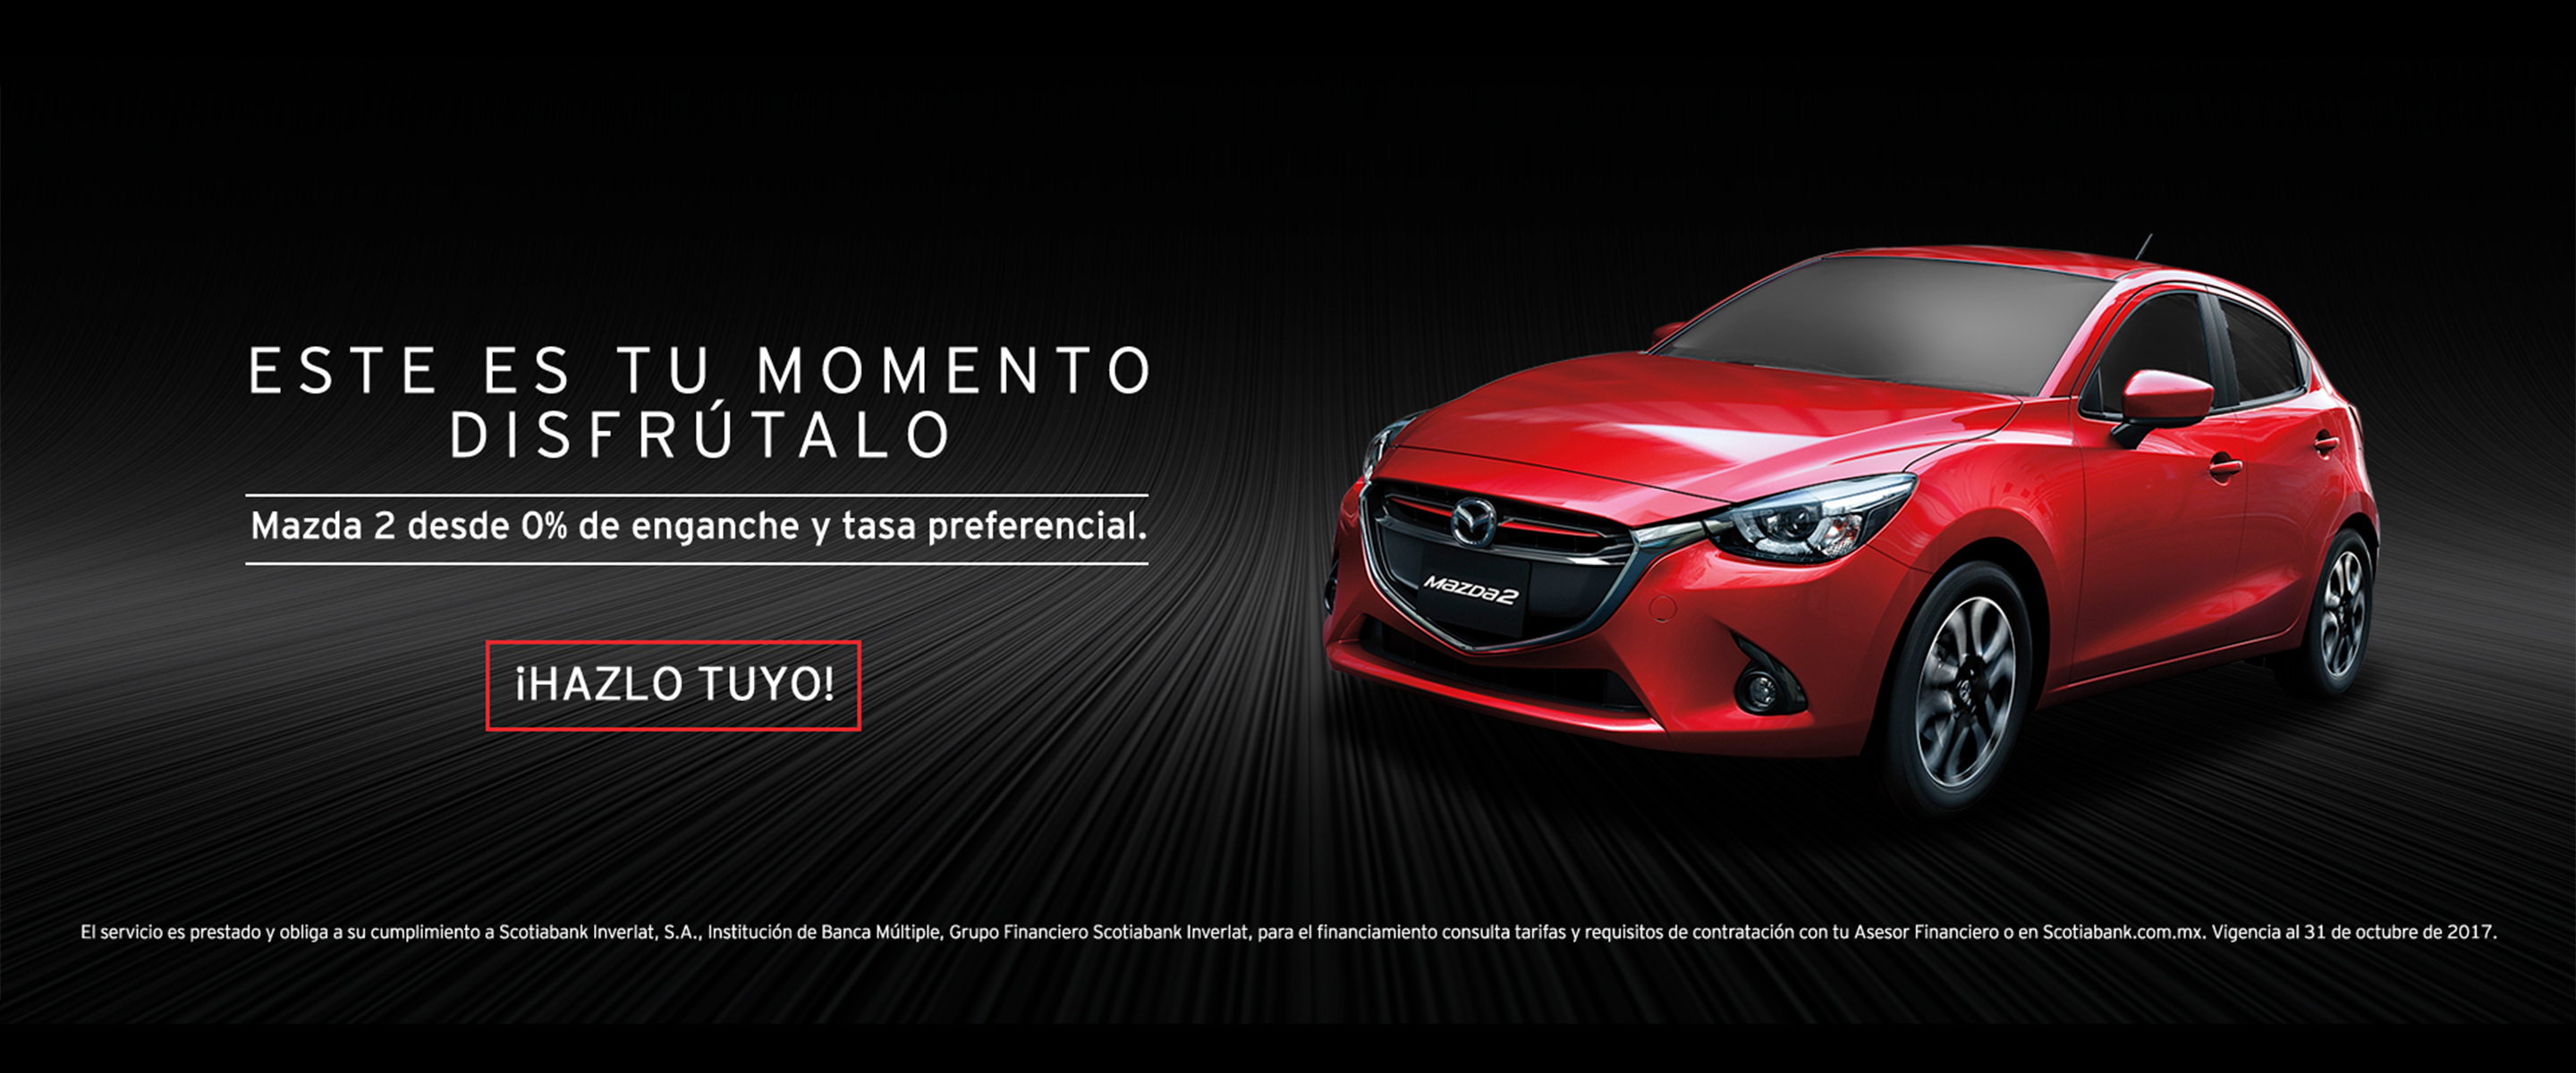 ESTE ES TU MOMENTO
DISFRÚTALO
Mazda 2 desde 0% de enganche y tasa preferencial.
¡HAZLO TUYO!
mazda2
El servicio es prestado y obliga a su cumplimiento a Scotiabank Inverlat, S.A., Institución de Banca Múltiple, Grupo Financiero Scotiabank Inverlat, para el financiamiento consulta tarifas y requisitos de contratación con tu Asesor Financiero o en Scotiabank.com.mx. Vigencia al 31 de octubre de 2017.